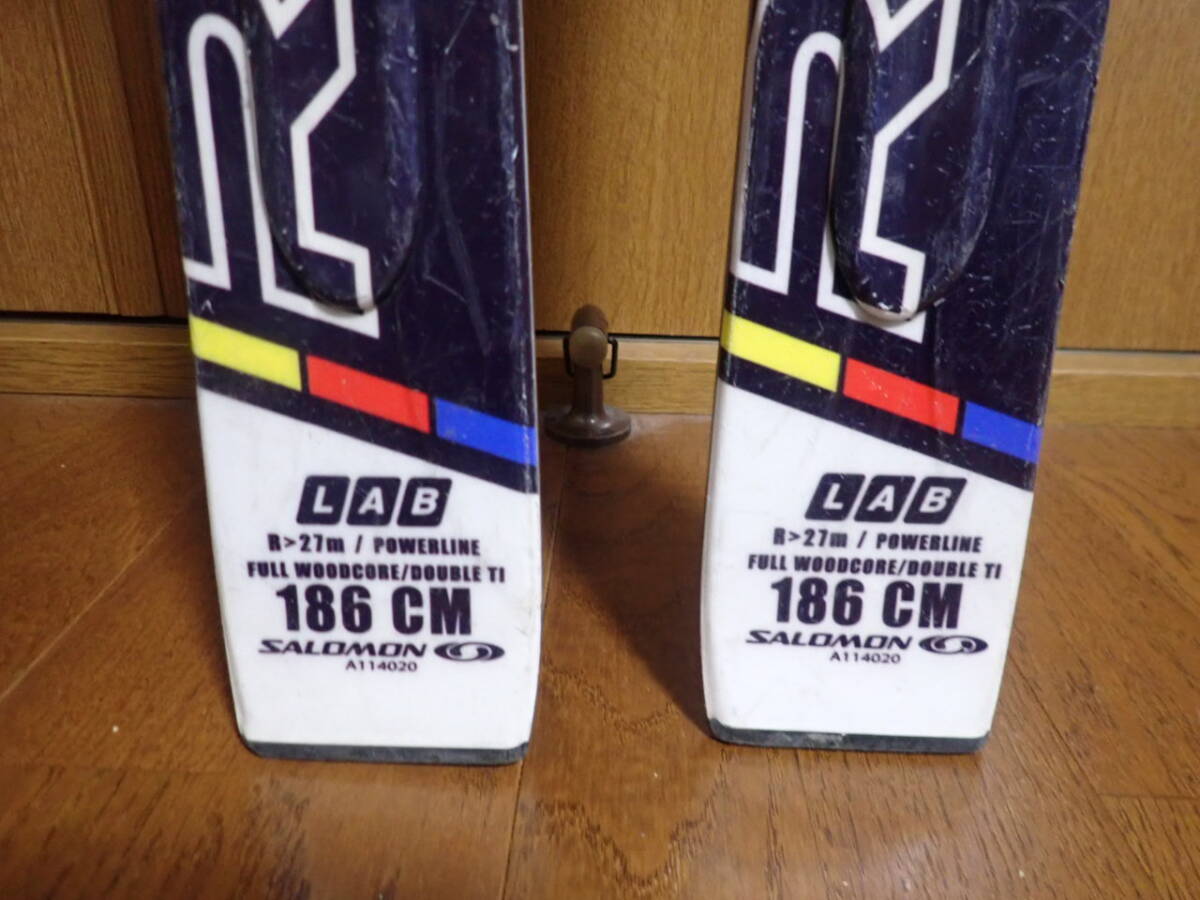 LAB
R>27m / POWERLINE
FULL WOODCORE/DOUBLE TI
186 CM
SALOMON
A114020
LAB
R>27m / POWERLINE
FULL WOODCORE/DOUBLE TI
186 CM
SALOMON
A114020